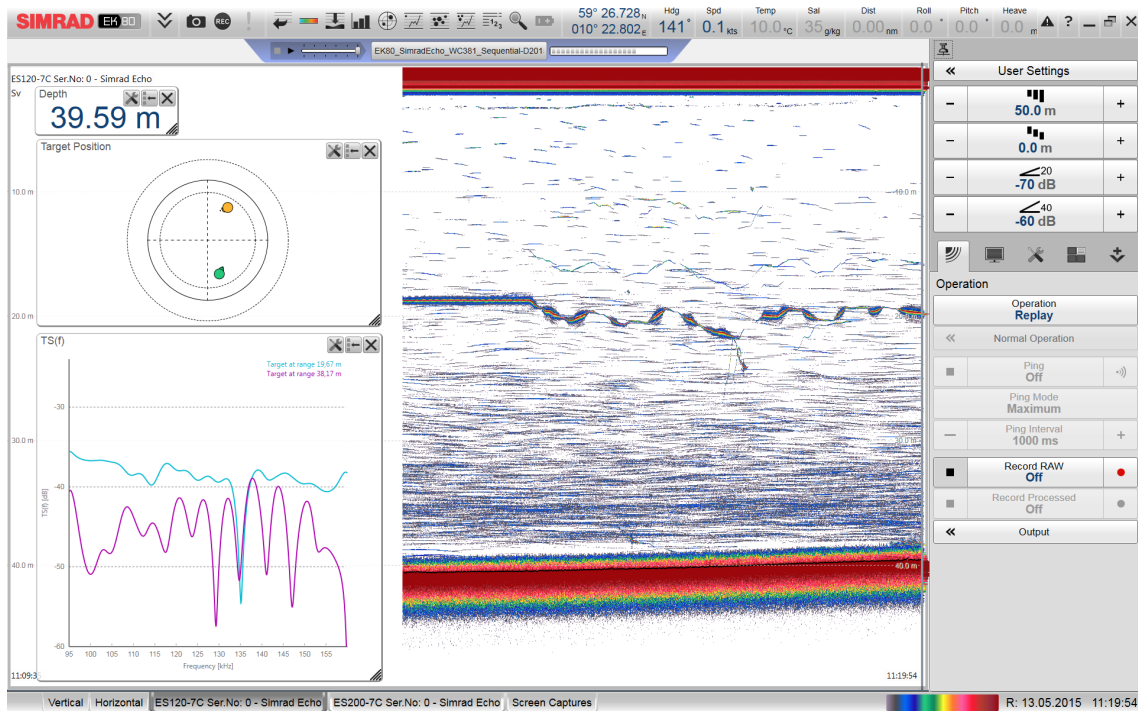 SIMRAD EK80
REC
59° 26.728 N
010° 22.802 E
Hdg
141°
Spd
0.1 kts
Temp
10.0 °C
Sal
35 g/kg
Dist
0.00 nm
Roll
0.0 °
Pitch
0.0 °
Heave
0.0 m
EK80_SimradEcho_WC381_Sequential-D201
ES120-7C Ser.No: 0 - Simrad Echo
Sv
Depth
39.59 m
Target Position
10.0 m
10.0 m
20.0 m
20.0 m
TS(f)
Target at range 19,67 m
Target at range 38,17 m
-30
-40
-50
-60
TS(f) [dB]
95 100 105 110 115 120 125 130 135 140 145 150 155
Frequency [kHz]
30.0 m
30.0 m
40.0 m
40.0 m
11:09:3
11:19:54
User Settings
50.0 m
0.0 m
20
-70 dB
40
-60 dB
Operation
Operation
Replay
Normal Operation
Ping
Off
Ping Mode
Maximum
Ping Interval
1000 ms
Record RAW
Off
Record Processed
Off
Output
Vertical
Horizontal
ES120-7C Ser.No: 0 - Simrad Echo
ES200-7C Ser.No: 0 - Simrad Echo
Screen Captures
R: 13.05.2015 11:19:54